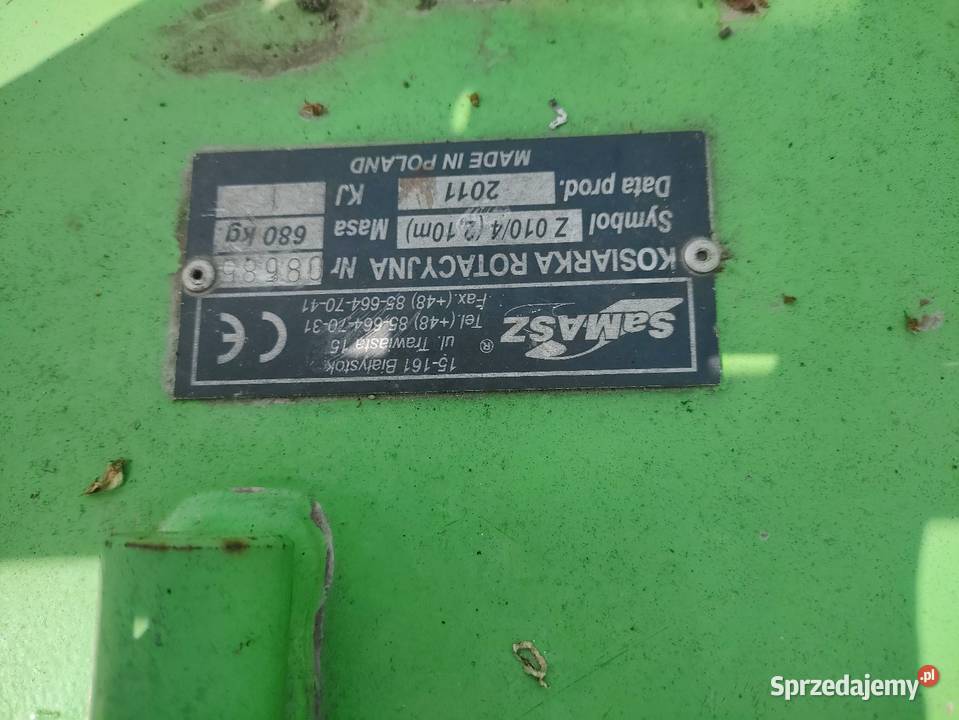 SaMASZ®
15-161 Białystok
ul. Trawiasta 15
Tel.(+48) 85-664-70-31
Fax.(+48) 85-664-70-41
CE
KOSIARKA ROTACYJNA Nr
Symbol Z 010/4 (2,10m) Masa 680 kg
Data prod. 2011 KJ
MADE IN POLAND
Sprzedajemy.pl